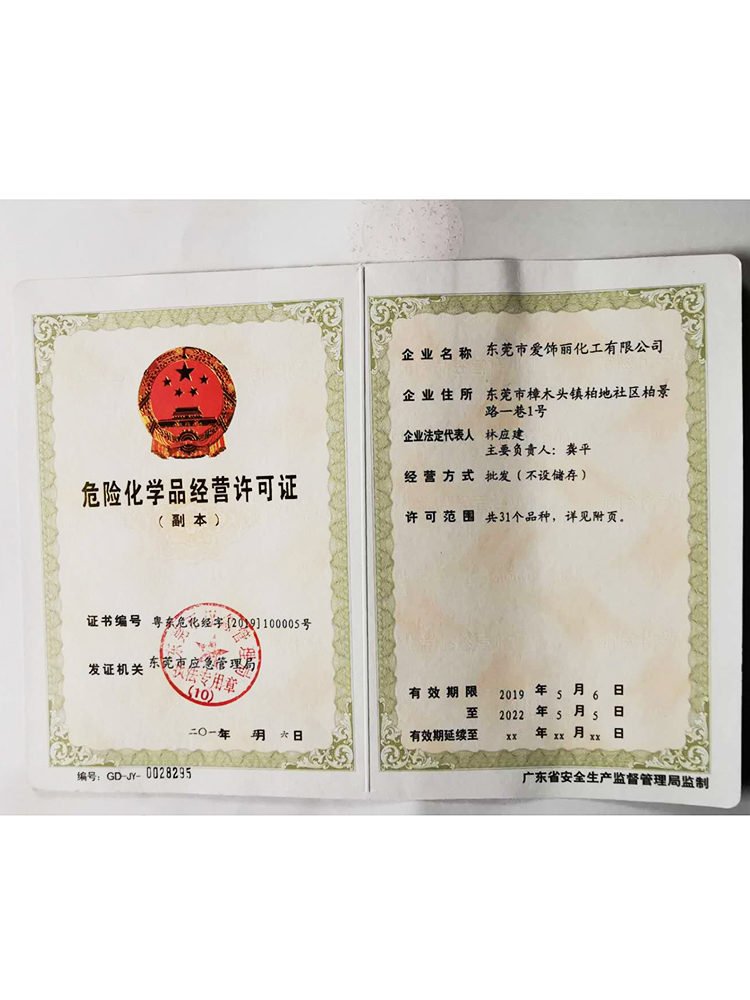 危险化学品经营许可证
（副本）
证书编号 粤东危化经字[2019]100005号
发证机关 东莞市应急管理局
执法专用章
(10)
二〇一 年 月 六 日
编号：GD-JY- 0028295
企业名称 东莞市爱饰丽化工有限公司
企业住所 东莞市樟木头镇柏地社区柏景
路一巷1号
企业法定代表人 林应建
主要负责人：龚平
经营方式 批发（不设储存）
许可范围 共31个品种，详见附页。
有效期限 2019 年 5 月 6 日
至 2022 年 5 月 5 日
有效期延续至 xx 年 xx 月 xx 日
广东省安全生产监督管理局监制